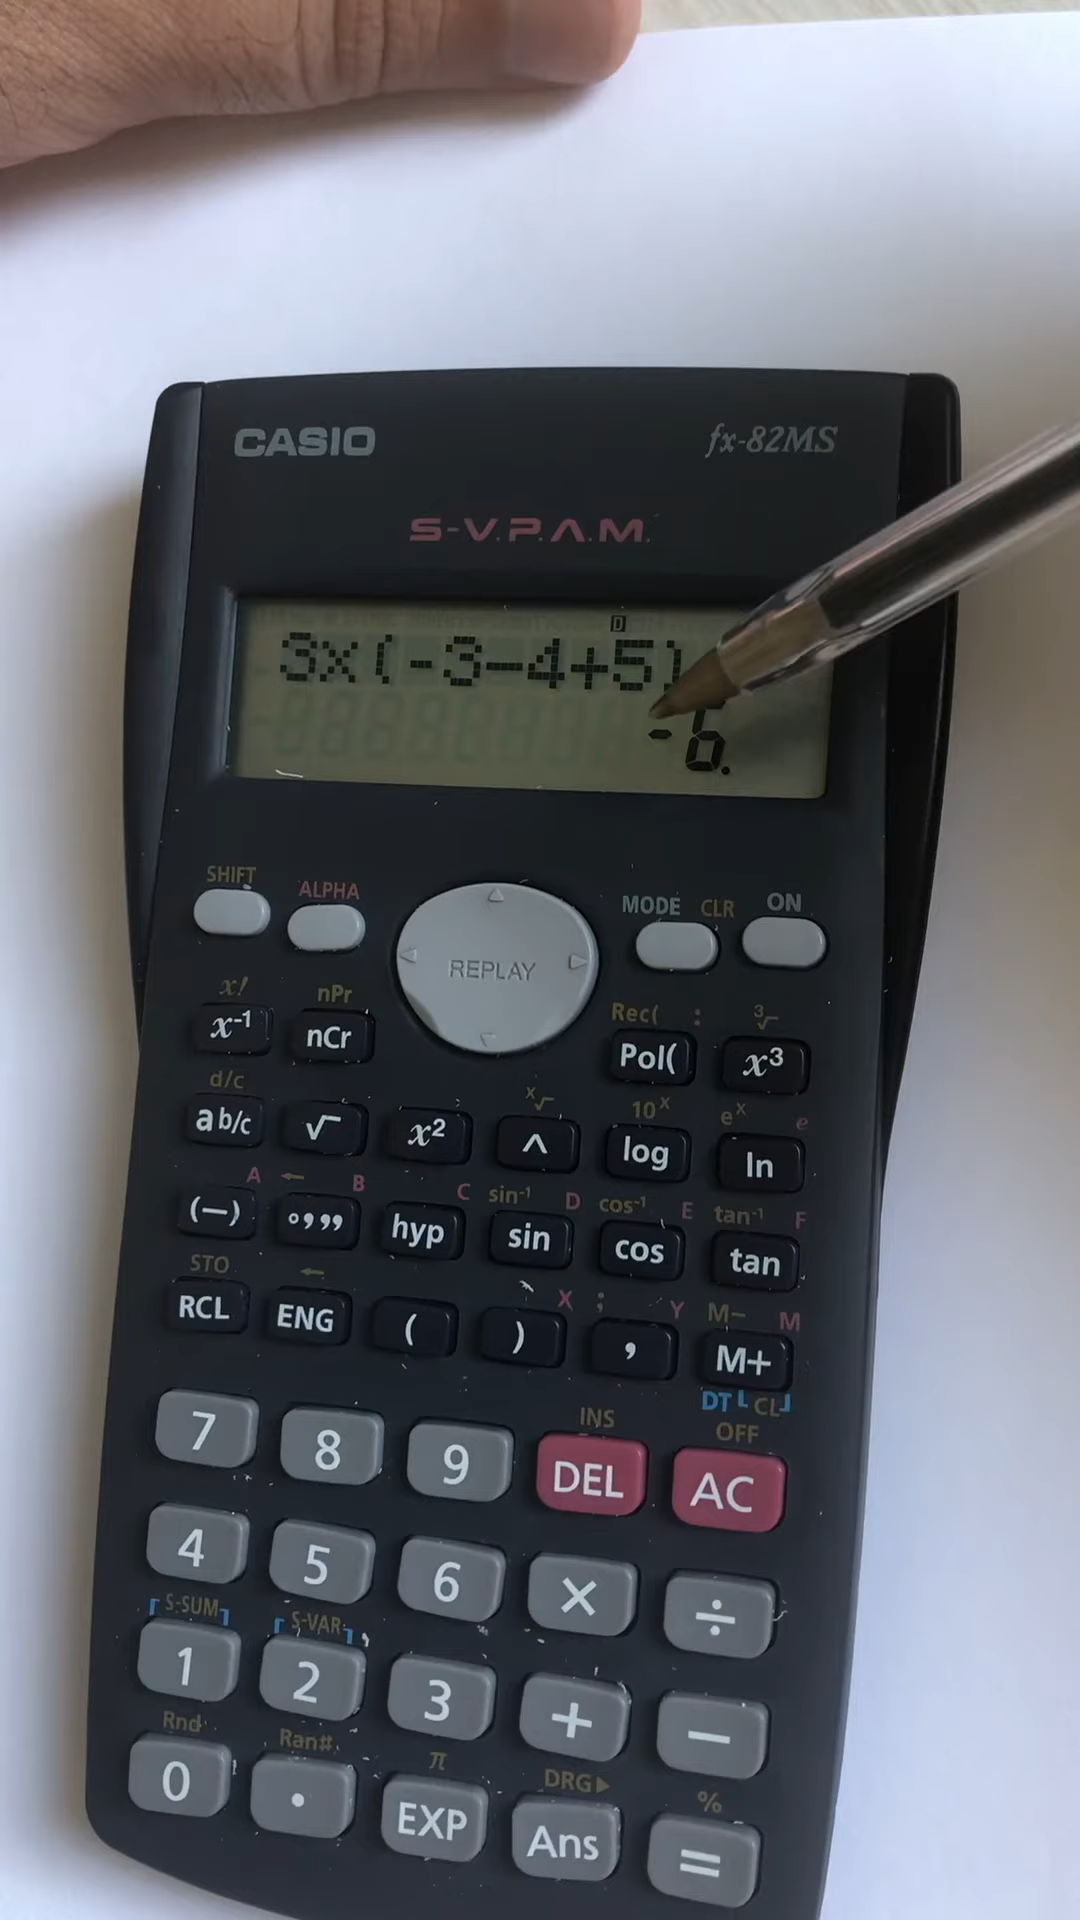 CASIO fx-82MS
S-V.P.A.M.
D
3x(-3-4+5)
-6.
SHIFT ALPHA MODE CLR ON
REPLAY
x! nPr Rec( : ³√
x⁻¹ nCr Pol( x³
d/c ˣ√ 10ˣ eˣ e
a b/c √ x² ^ log ln
A ← B C sin⁻¹ D cos⁻¹ E tan⁻¹ F
(−) °,,, hyp sin cos tan
STO ← X ; Y M− M
RCL ENG ( ) , M+
DT CL
INS OFF
7 8 9 DEL AC
4 5 6 × ÷
S-SUM S-VAR
1 2 3 + −
Rnd Ran# π DRG▶ %
0 . EXP Ans =